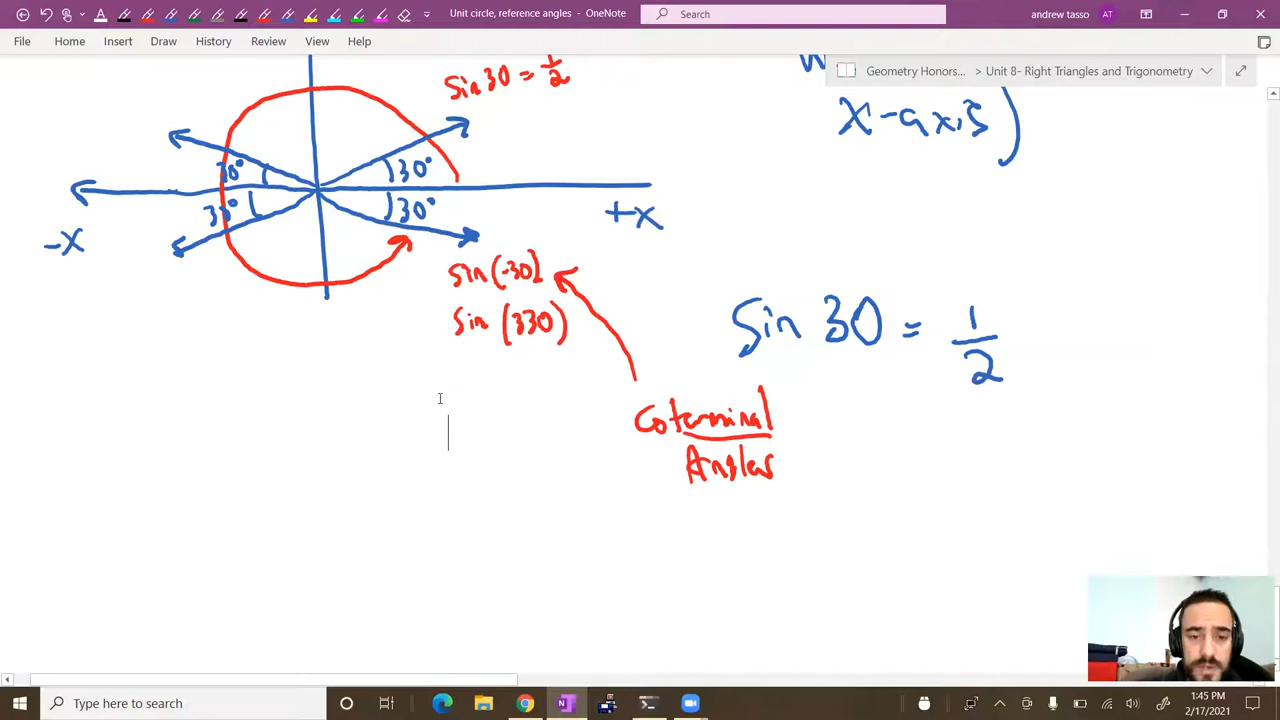 Unit circle, reference angles - OneNote
Search
andrew tasso
AT
File Home Insert Draw History Review View Help
Geometry Honors... > Unit 8- Right Triangles and Trigonometry
sin 30 = 1/2
x-axis)
30°
30°
30°
30°
-x
+x
sin(-30)
sin (330)
Sin 30 = 1/2
Coterminal
Angles
Type here to search
1:45 PM
2/17/2021